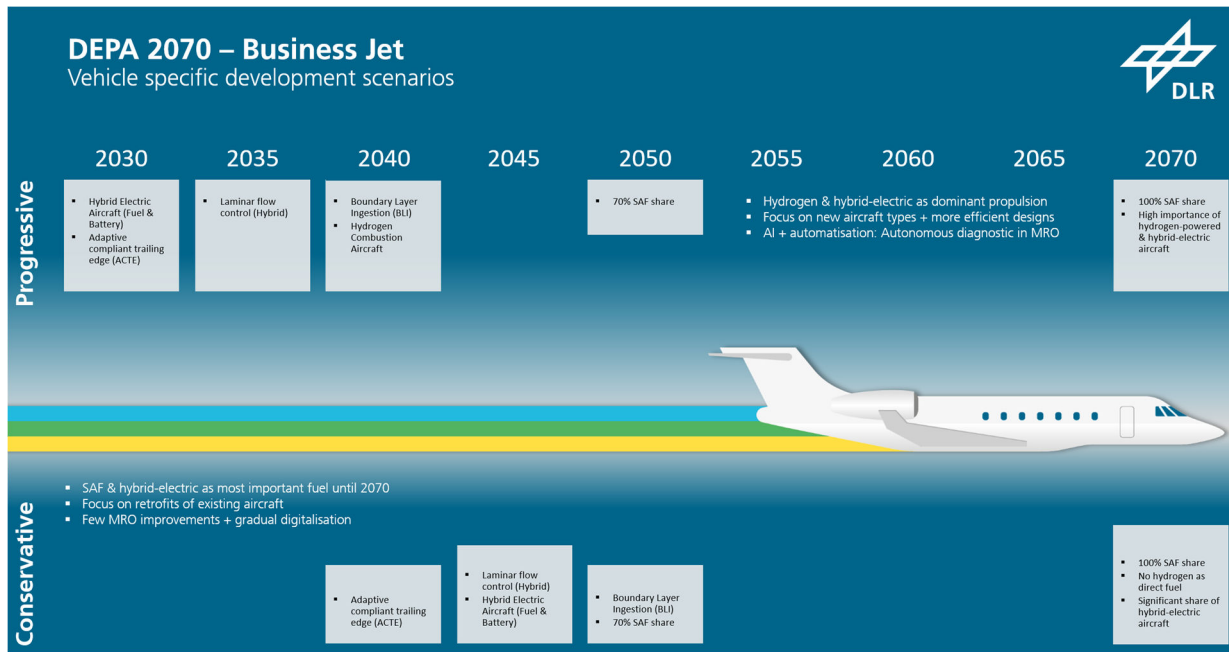 DEPA 2070 – Business Jet
Vehicle specific development scenarios
DLR
2030 2035 2040 2045 2050 2055 2060 2065 2070
Progressive
▪ Hybrid Electric
Aircraft (Fuel &
Battery)
▪ Adaptive
compliant trailing
edge (ACTE)
▪ Laminar flow
control (Hybrid)
▪ Boundary Layer
Ingestion (BLI)
▪ Hydrogen
Combustion
Aircraft
▪ 70% SAF share
▪ Hydrogen & hybrid-electric as dominant propulsion
▪ Focus on new aircraft types + more efficient designs
▪ AI + automatisation: Autonomous diagnostic in MRO
▪ 100% SAF share
▪ High importance of
hydrogen-powered
& hybrid-electric
aircraft
Conservative
▪ SAF & hybrid-electric as most important fuel until 2070
▪ Focus on retrofits of existing aircraft
▪ Few MRO improvements + gradual digitalisation
▪ Adaptive
compliant trailing
edge (ACTE)
▪ Laminar flow
control (Hybrid)
▪ Hybrid Electric
Aircraft (Fuel &
Battery)
▪ Boundary Layer
Ingestion (BLI)
▪ 70% SAF share
▪ 100% SAF share
▪ No hydrogen as
direct fuel
▪ Significant share of
hybrid-electric
aircraft